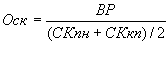 Оск = ВР / ((СКпн + СКкп) / 2)